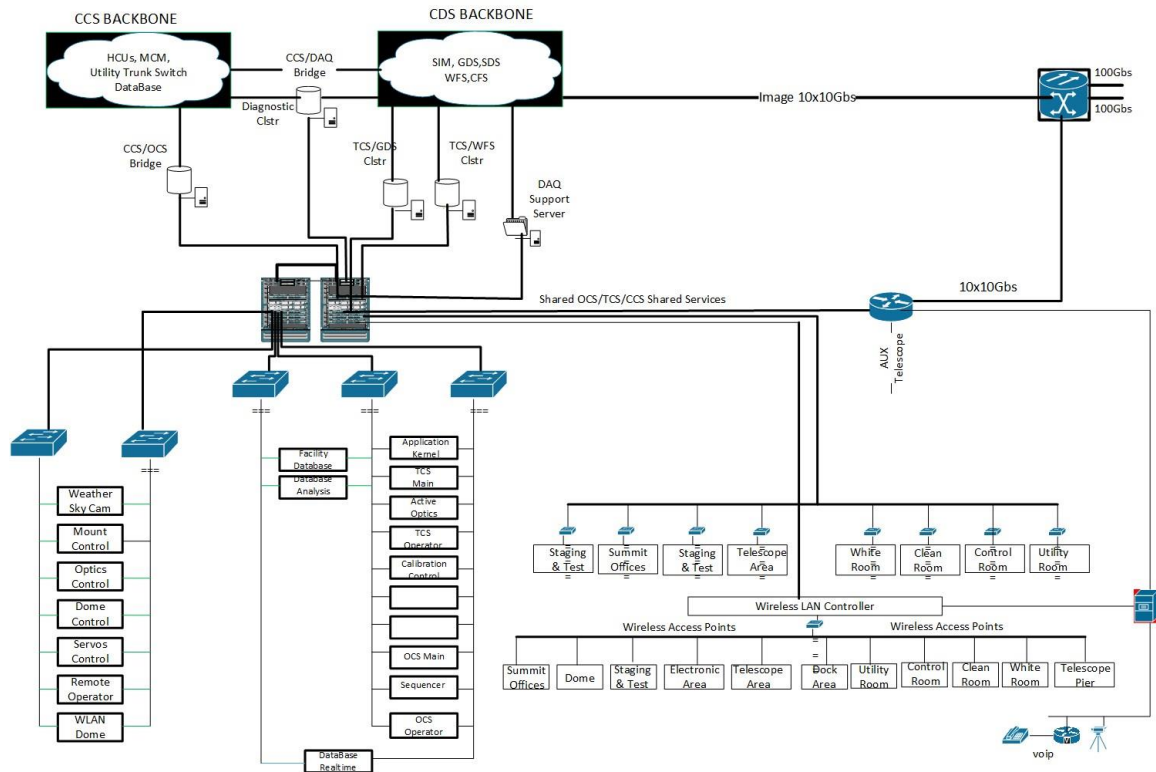 CCS BACKBONE
CDS BACKBONE
HCUs, MCM,
Utility Trunk Switch
DataBase
CCS/DAQ
Bridge
SIM, GDS,SDS
WFS,CFS
Image 10x10Gbs
100Gbs
100Gbs
Diagnostic
Clstr
CCS/OCS
Bridge
TCS/GDS
Clstr
TCS/WFS
Clstr
DAQ
Support
Server
10x10Gbs
Shared OCS/TCS/CCS Shared Services
AUX
Telescope
Weather
Sky Cam
Mount
Control
Optics
Control
Dome
Control
Servos
Control
Remote
Operator
WLAN
Dome
Facility
Database
Database
Analysis
Application
Kernel
TCS
Main
Active
Optics
TCS
Operator
Calibration
Control
OCS Main
Sequencer
OCS
Operator
DataBase
Realtime
Staging
& Test
Summit
Offices
Staging
& Test
Telescope
Area
White
Room
Clean
Room
Control
Room
Utility
Room
Wireless LAN Controller
Wireless Access Points
Wireless Access Points
Summit
Offices
Dome
Staging
& Test
Electronic
Area
Telescope
Area
Dock
Area
Utility
Room
Control
Room
Clean
Room
White
Room
Telescope
Pier
voip
V